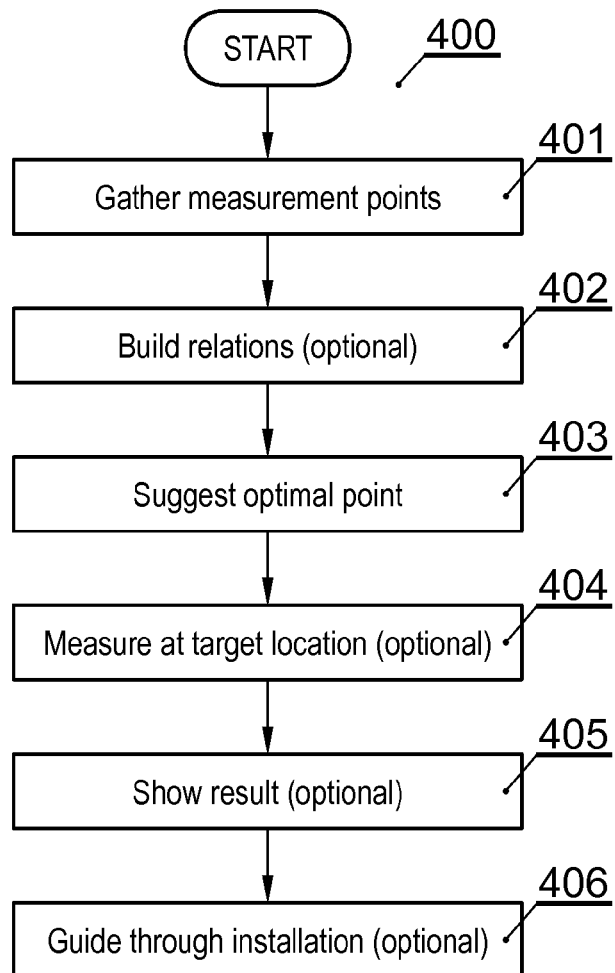 START
400
401
Gather measurement points
402
Build relations (optional)
403
Suggest optimal point
404
Measure at target location (optional)
405
Show result (optional)
406
Guide through installation (optional)